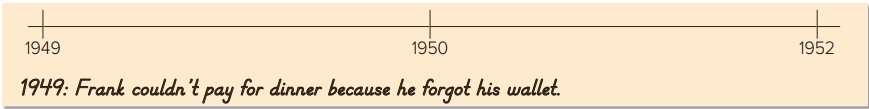 1949 1950 1952
1949: Frank couldn't pay for dinner because he forgot his wallet.